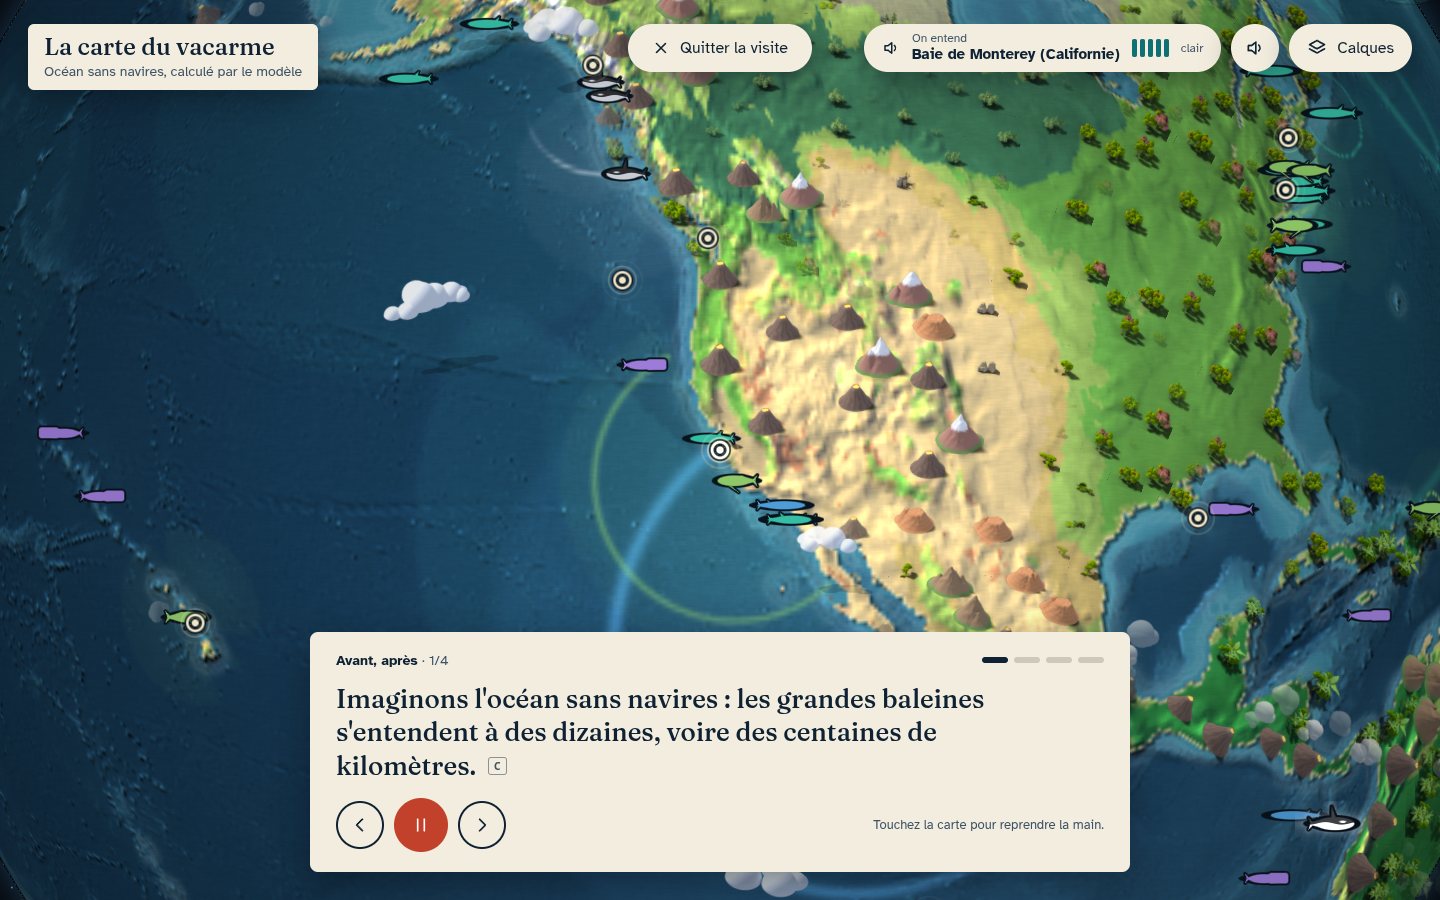 La carte du vacarme
Océan sans navires, calculé par le modèle
Quitter la visite
On entend
Baie de Monterey (Californie)
clair
Calques
Avant, après · 1/4
Imaginons l'océan sans navires : les grandes baleines
s'entendent à des dizaines, voire des centaines de
kilomètres. C
Touchez la carte pour reprendre la main.